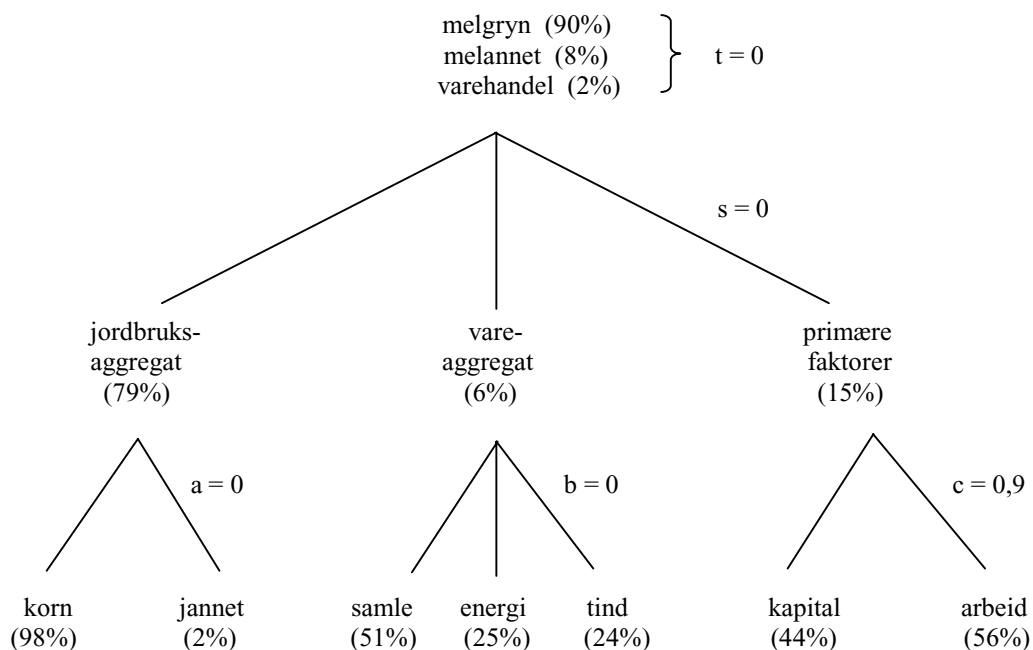 melgryn (90%)
melannet (8%)
varehandel (2%)
t = 0
s = 0
jordbruks-
aggregat
(79%)
vare-
aggregat
(6%)
primære
faktorer
(15%)
a = 0
b = 0
c = 0,9
korn
(98%)
jannet
(2%)
samle
(51%)
energi
(25%)
tind
(24%)
kapital
(44%)
arbeid
(56%)